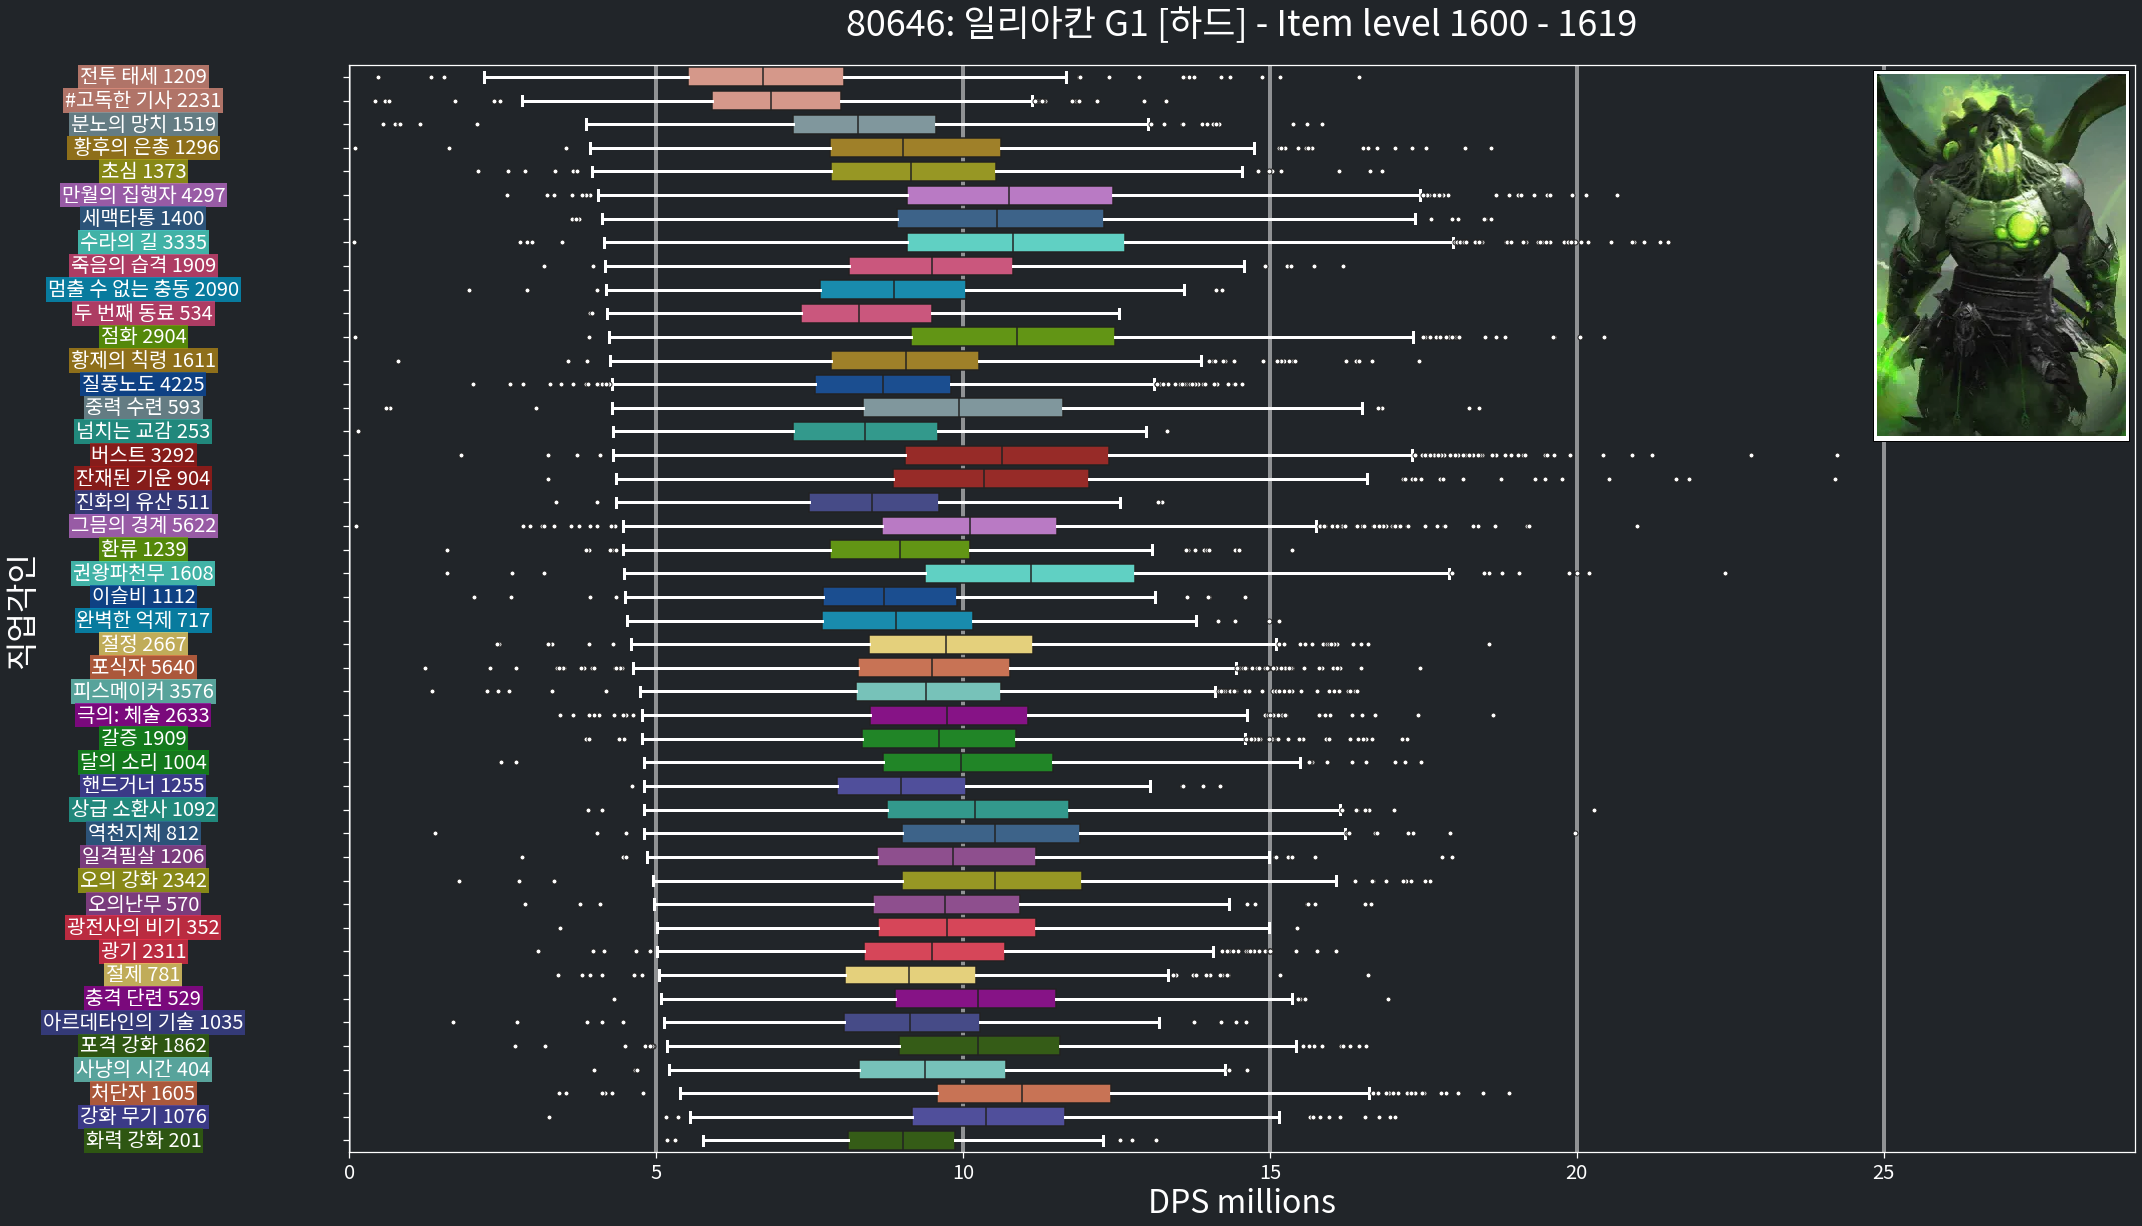 80646: 일리아칸 G1 [하드] - Item level 1600 - 1619
전투 태세 1209
#고독한 기사 2231
분노의 망치 1519
황후의 은총 1296
초심 1373
만월의 집행자 4297
세맥타통 1400
수라의 길 3335
죽음의 습격 1909
멈출 수 없는 충동 2090
두 번째 동료 534
점화 2904
황제의 칙령 1611
질풍노도 4225
중력 수련 593
넘치는 교감 253
버스트 3292
잔재된 기운 904
진화의 유산 511
그믐의 경계 5622
환류 1239
권왕파천무 1608
이슬비 1112
완벽한 억제 717
절정 2667
포식자 5640
피스메이커 3576
극의: 체술 2633
갈증 1909
달의 소리 1004
핸드거너 1255
상급 소환사 1092
역천지체 812
일격필살 1206
오의 강화 2342
오의난무 570
광전사의 비기 352
광기 2311
절제 781
충격 단련 529
아르데타인의 기술 1035
포격 강화 1862
사냥의 시간 404
처단자 1605
강화 무기 1076
화력 강화 201
직업각인
0 5 10 15 20 25
DPS millions